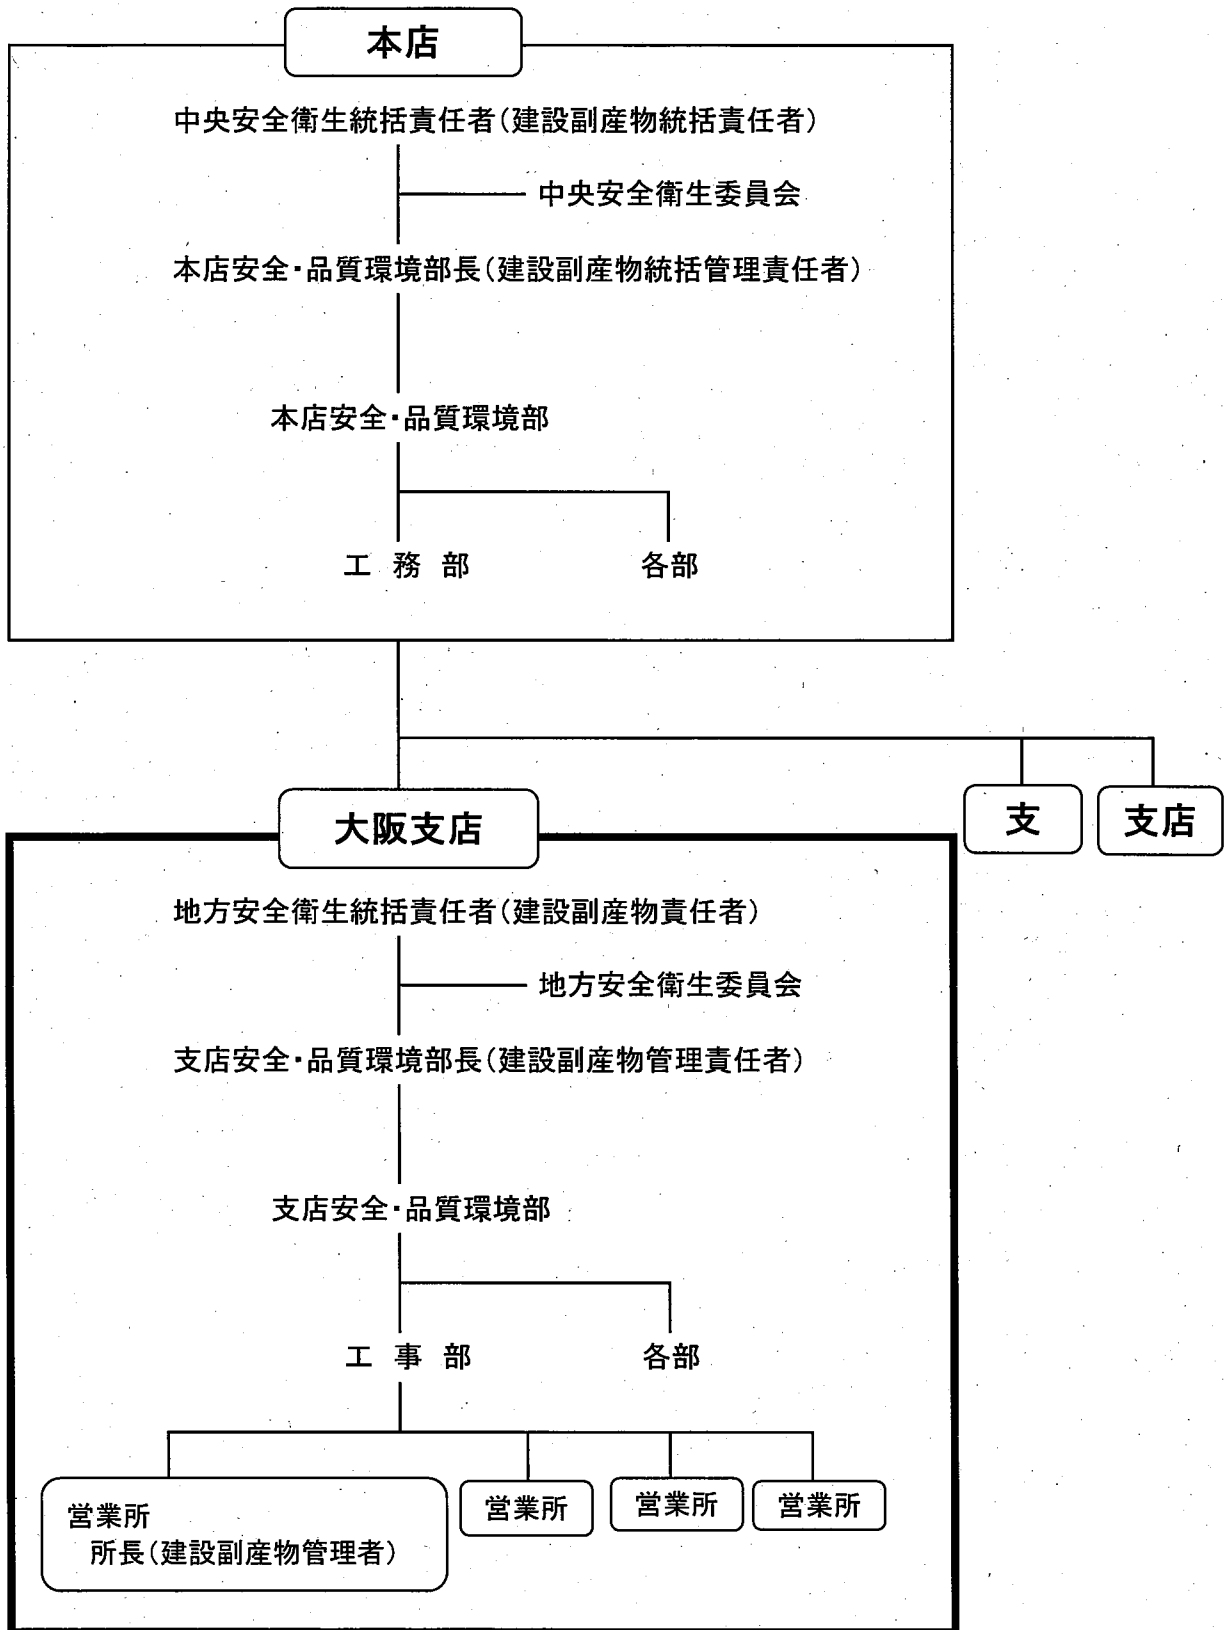 本店
中央安全衛生統括責任者(建設副産物統括責任者)
中央安全衛生委員会
本店安全・品質環境部長(建設副産物統括管理責任者)
本店安全・品質環境部
工 務 部 各部
大阪支店 支 支店
地方安全衛生統括責任者(建設副産物責任者)
地方安全衛生委員会
支店安全・品質環境部長(建設副産物管理責任者)
支店安全・品質環境部
工 事 部 各部
営業所 営業所 営業所 営業所
所長(建設副産物管理者)